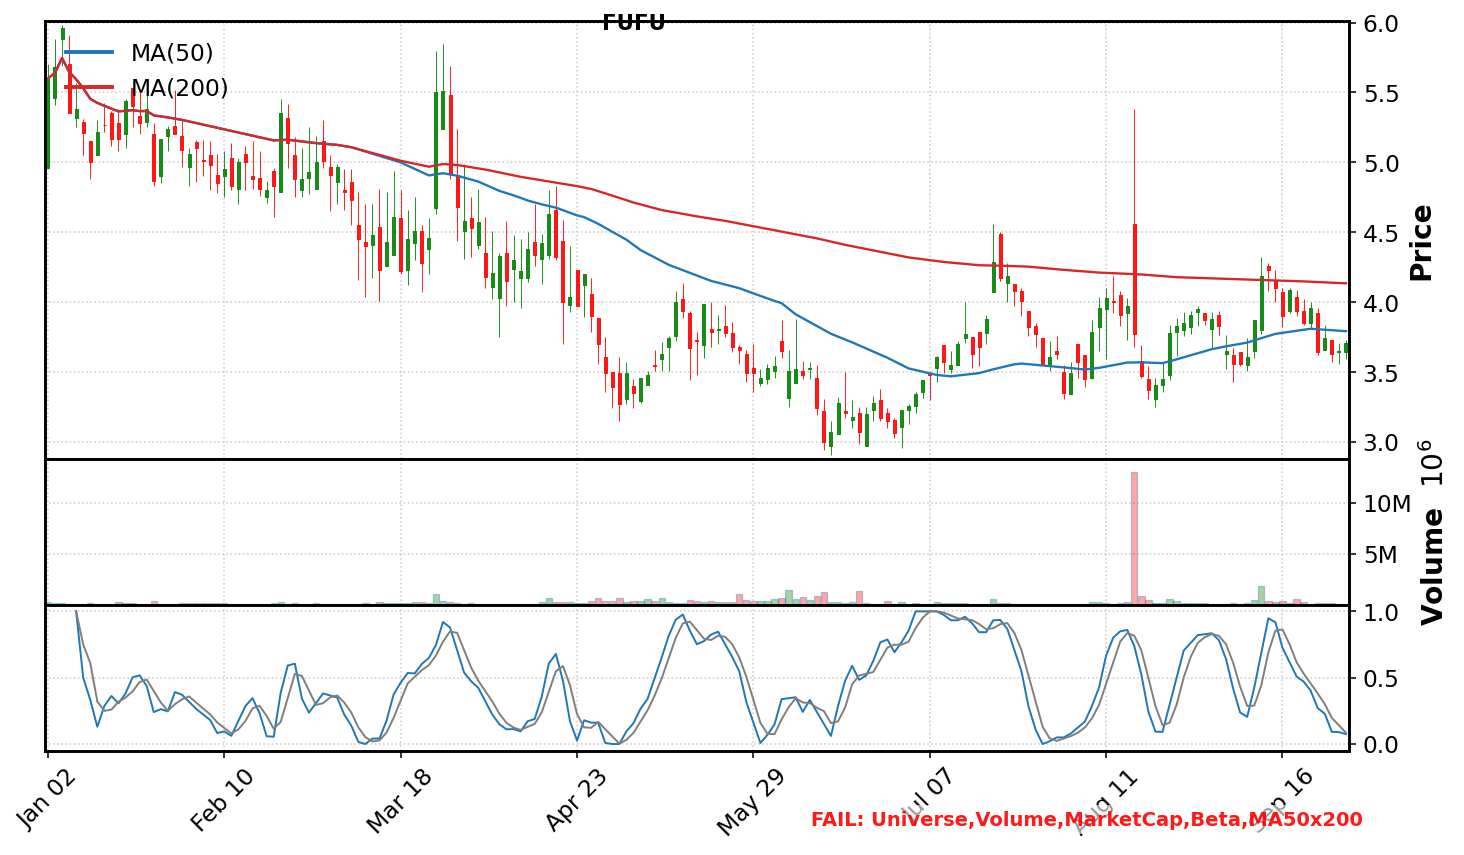 FUFU
MA(50)
MA(200)
6.0
5.5
5.0
4.5
4.0
3.5
3.0
Price
10M
5M
Volume 10⁶
1.0
0.5
0.0
Jan 02
Feb 10
Mar 18
Apr 23
May 29
Jul 07
Aug 11
Sep 16
FAIL: Universe,Volume,MarketCap,Beta,MA50x200